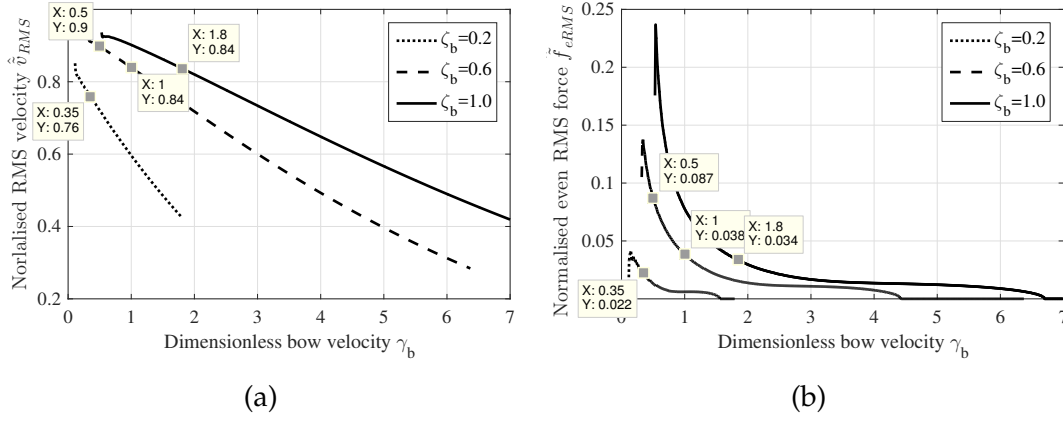 X: 0.5
Y: 0.9
X: 1.8
Y: 0.84
X: 1
Y: 0.84
X: 0.35
Y: 0.76
ζb=0.2
ζb=0.6
ζb=1.0
0.8
0.6
0.4
0.2
0 1 2 3 4 5 6 7
Norlalised RMS velocity ṽ̂RMS
Dimensionless bow velocity γb
(a)
0.25
0.20
0.15
0.1
0.05
X: 0.5
Y: 0.087
X: 1
Y: 0.038
X: 1.8
Y: 0.034
X: 0.35
Y: 0.022
ζb=0.2
ζb=0.6
ζb=1.0
0 1 2 3 4 5 6 7
Normalised even RMS force f̃eRMS
Dimensionless bow velocity γb
(b)